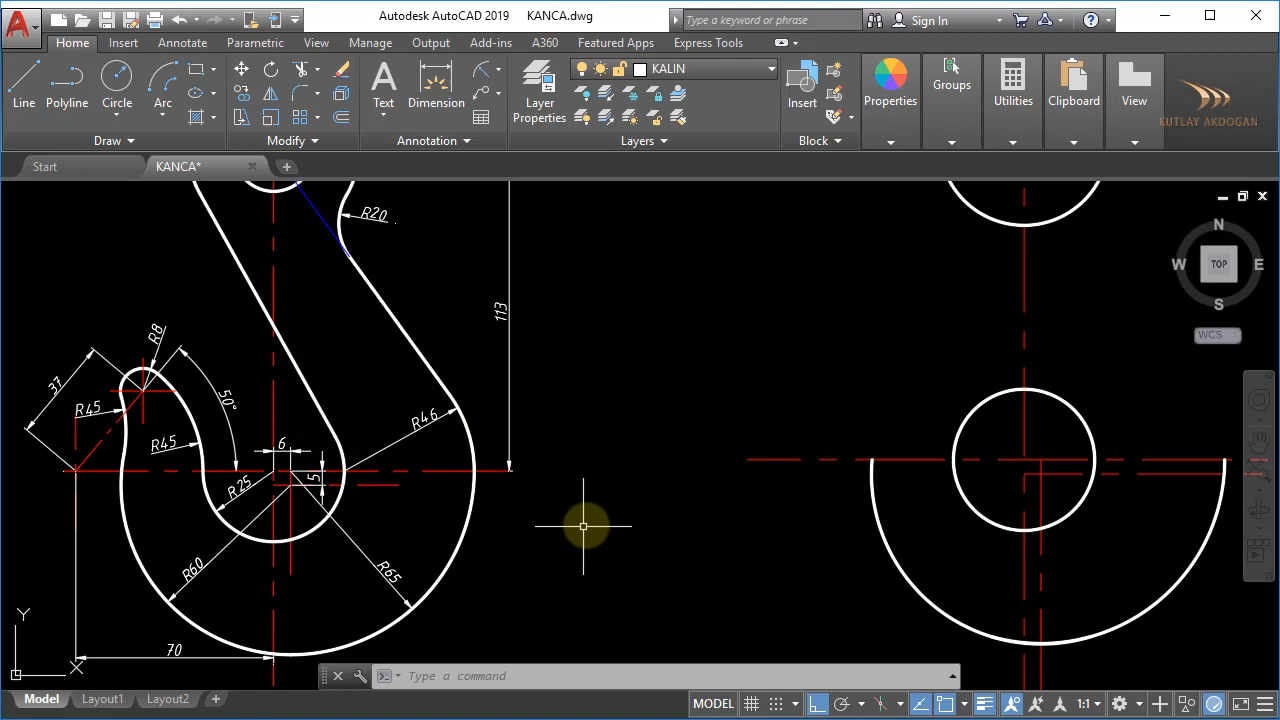 Autodesk AutoCAD 2019 KANCA.dwg
Type a keyword or phrase
Sign In
Home Insert Annotate Parametric View Manage Output Add-ins A360 Featured Apps Express Tools
Line Polyline Circle Arc
Text Dimension
Layer
Properties
KALIN
Insert
Properties
Groups
Utilities
Clipboard
View
KUTLAY AKDOGAN
Draw Modify Annotation Layers Block
Start KANCA*
R20
N
W TOP E
S
WCS
113
R8
37
50°
R45
R45
R46
6
5
R25
R60
R65
70
Y
X
Type a command
Model Layout1 Layout2
MODEL
1:1